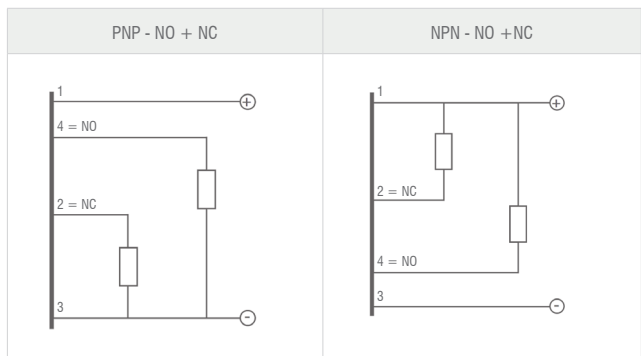 PNP - NO + NC
1
+
4 = NO
2 = NC
3
-
NPN - NO +NC
1
+
2 = NC
4 = NO
3
-